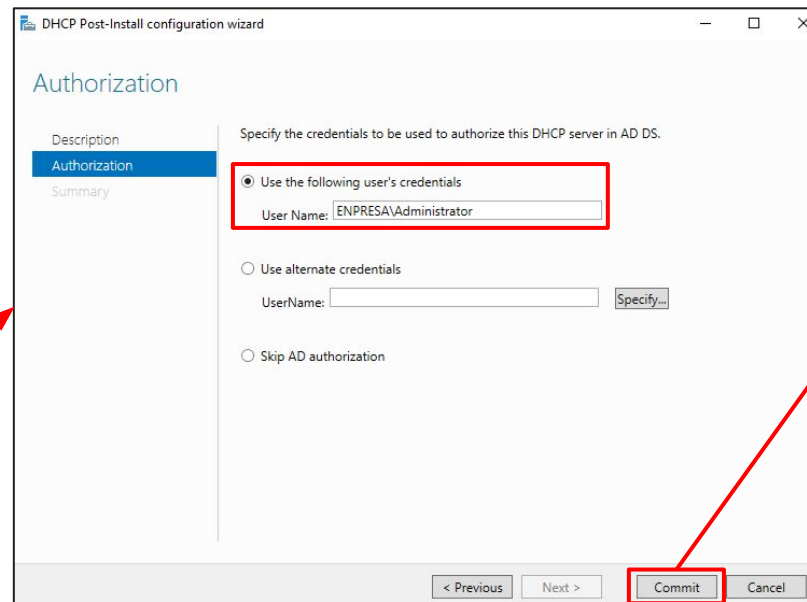 DHCP Post-Install configuration wizard
Authorization
Description
Authorization
Summary
Specify the credentials to be used to authorize this DHCP server in AD DS.
Use the following user's credentials
User Name: ENPRESA\Administrator
Use alternate credentials
UserName:
Specify...
Skip AD authorization
< Previous
Next >
Commit
Cancel